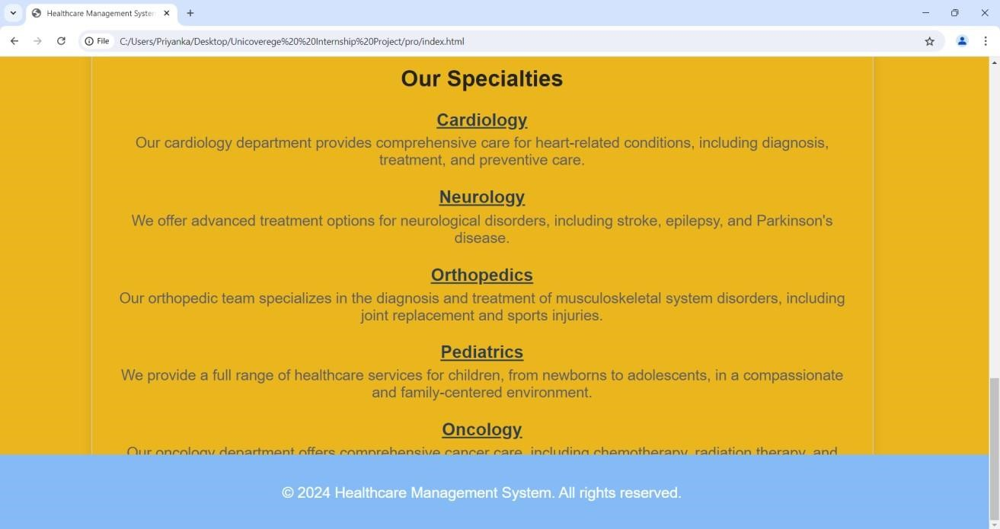 Healthcare Management System
File
C:/Users/Priyanka/Desktop/Unicoverege%20%20Internship%20Project/pro/index.html
Our Specialties
Cardiology
Our cardiology department provides comprehensive care for heart-related conditions, including diagnosis,
treatment, and preventive care.
Neurology
We offer advanced treatment options for neurological disorders, including stroke, epilepsy, and Parkinson's
disease.
Orthopedics
Our orthopedic team specializes in the diagnosis and treatment of musculoskeletal system disorders, including
joint replacement and sports injuries.
Pediatrics
We provide a full range of healthcare services for children, from newborns to adolescents, in a compassionate
and family-centered environment.
Oncology
Our oncology department offers comprehensive cancer care, including chemotherapy, radiation therapy, and
© 2024 Healthcare Management System. All rights reserved.